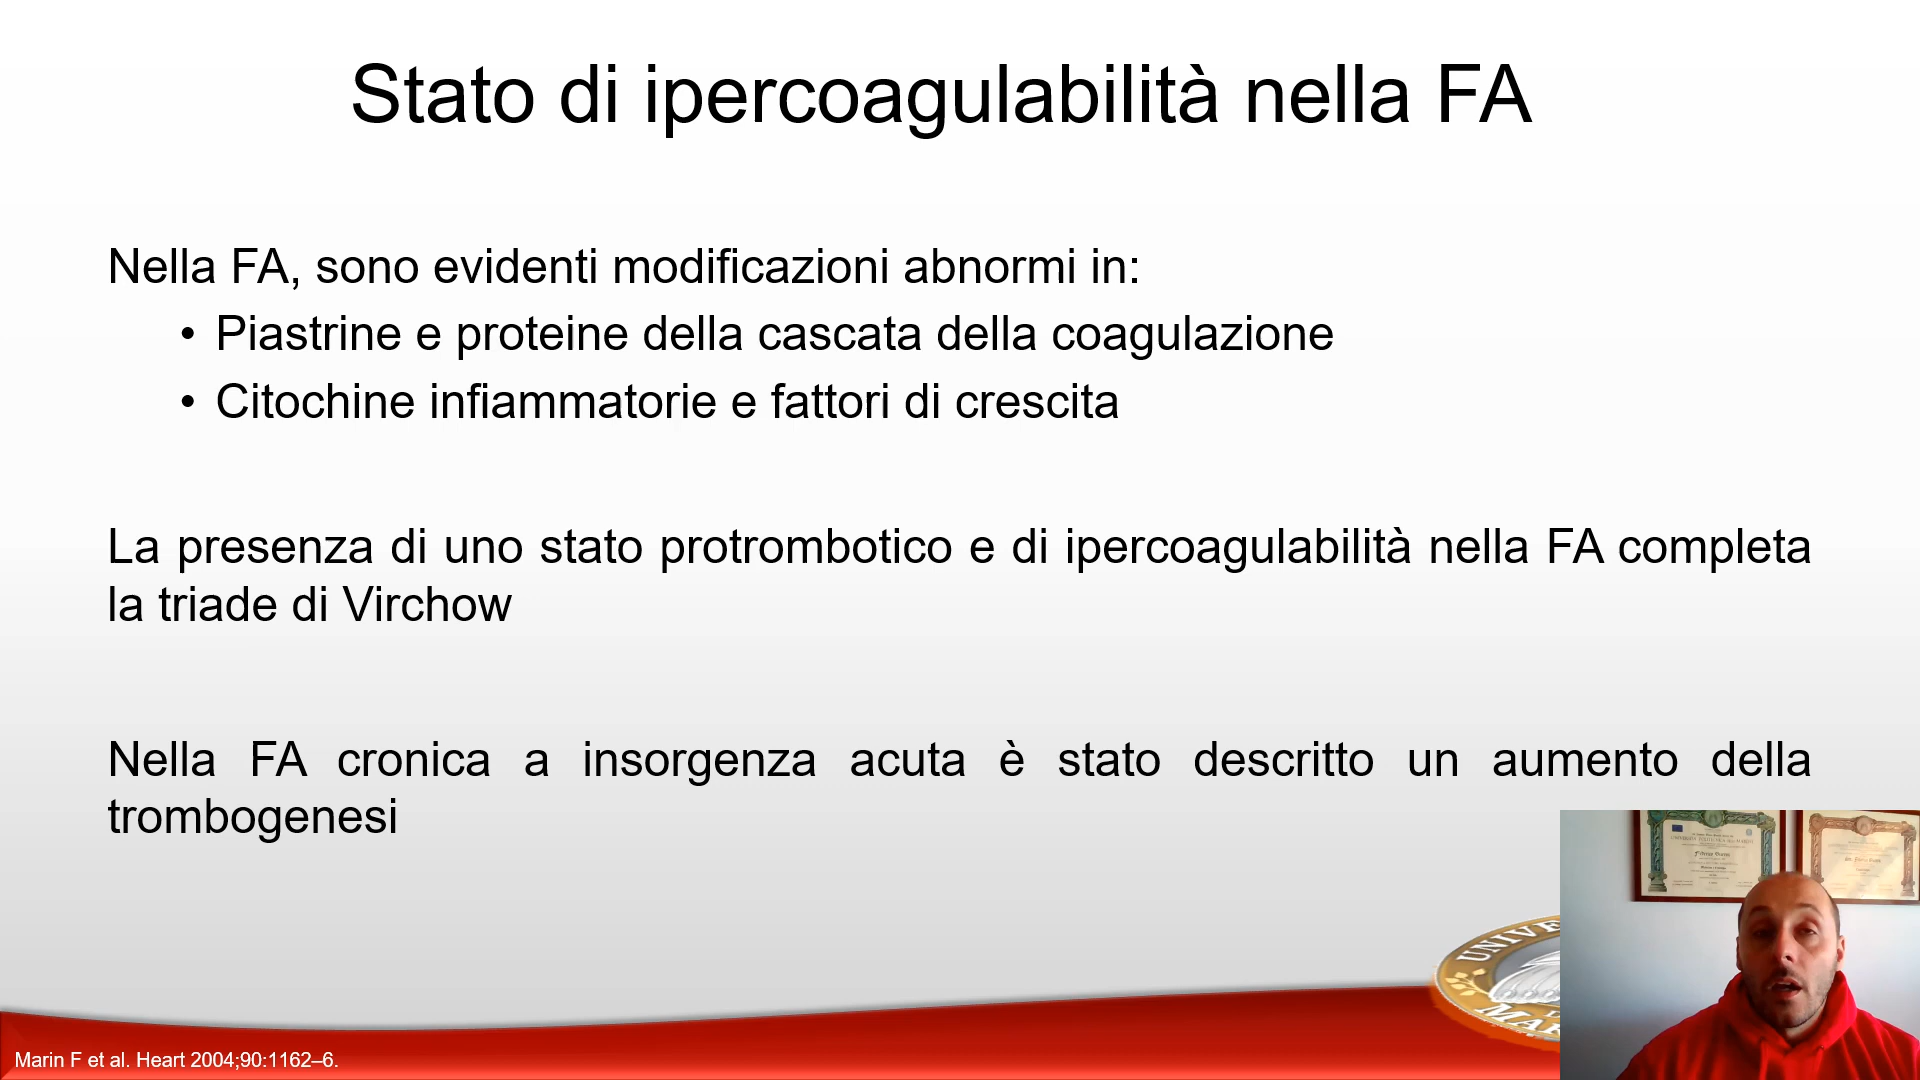 Stato di ipercoagulabilità nella FA
Nella FA, sono evidenti modificazioni abnormi in:
• Piastrine e proteine della cascata della coagulazione
• Citochine infiammatorie e fattori di crescita
La presenza di uno stato protrombotico e di ipercoagulabilità nella FA completa
la triade di Virchow
Nella FA cronica a insorgenza acuta è stato descritto un aumento della
trombogenesi
Marin F et al. Heart 2004;90:1162–6.